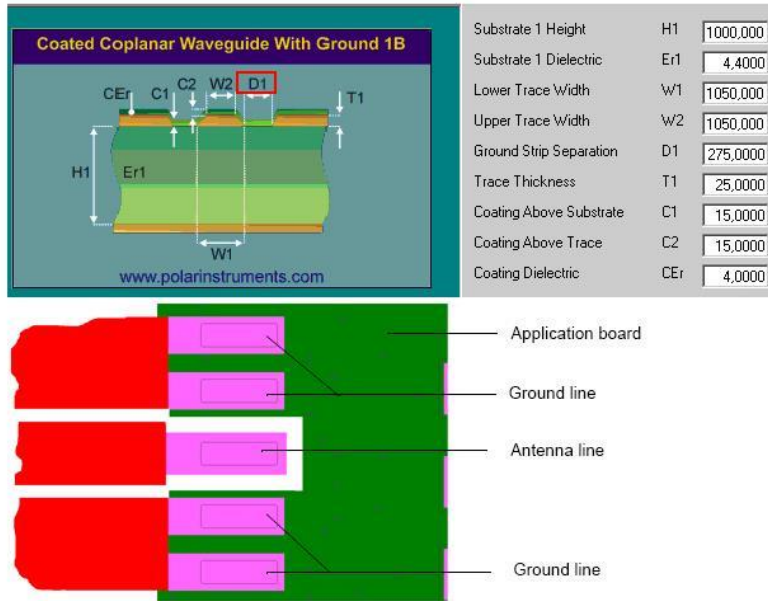 Coated Coplanar Waveguide With Ground 1B
C2 W2 D1
C1
CEr
T1
H1
Er1
W1
www.polarinstruments.com
Substrate 1 Height H1 1000,000
Substrate 1 Dielectric Er1 4,4000
Lower Trace Width W1 1050,000
Upper Trace Width W2 1050,000
Ground Strip Separation D1 275,0000
Trace Thickness T1 25,0000
Coating Above Substrate C1 15,0000
Coating Above Trace C2 15,0000
Coating Dielectric CEr 4,0000
Application board
Ground line
Antenna line
Ground line